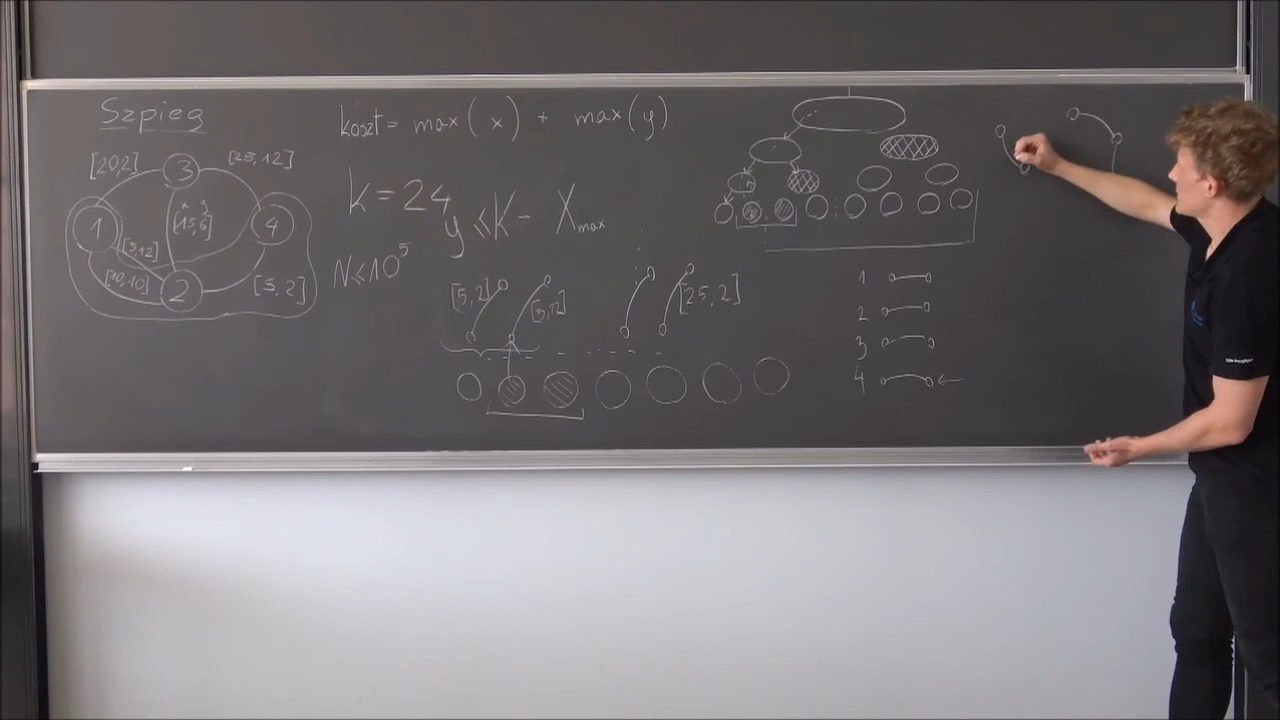 Szpieg
koszt = max(x) + max(y)
[20,2]
3
[25,12]
1
x y
[15,6]
4
[3,12]
[10,10]
2
[5,2]
k = 24
y ≤ K - Xmax
N ≤ 10^5
[5,2]
[3,12]
[25,2]
1
2
3
4